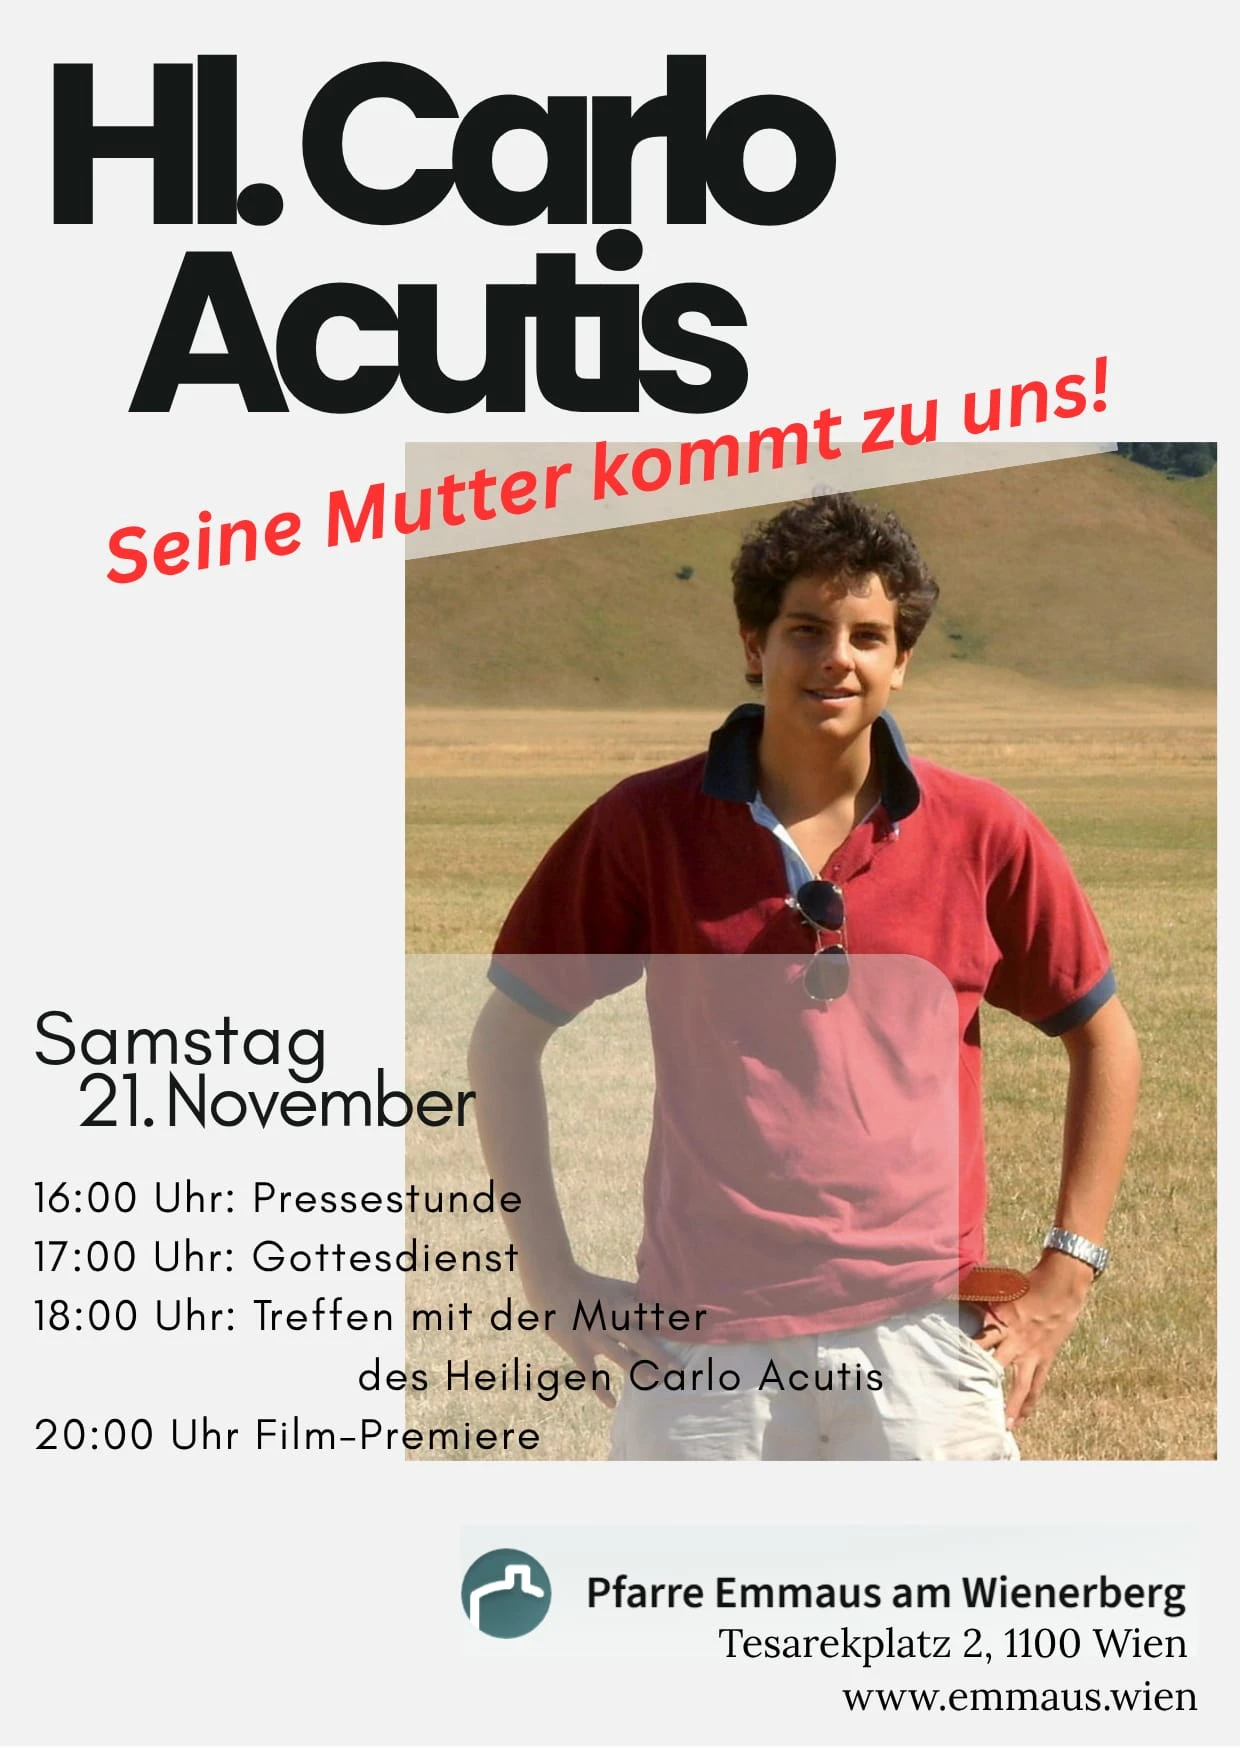 Hl. Carlo
Acutis
Seine Mutter kommt zu uns!
Samstag
21. November
16:00 Uhr: Pressestunde
17:00 Uhr: Gottesdienst
18:00 Uhr: Treffen mit der Mutter
des Heiligen Carlo Acutis
20:00 Uhr Film-Premiere
Pfarre Emmaus am Wienerberg
Tesarekplatz 2, 1100 Wien
www.emmaus.wien